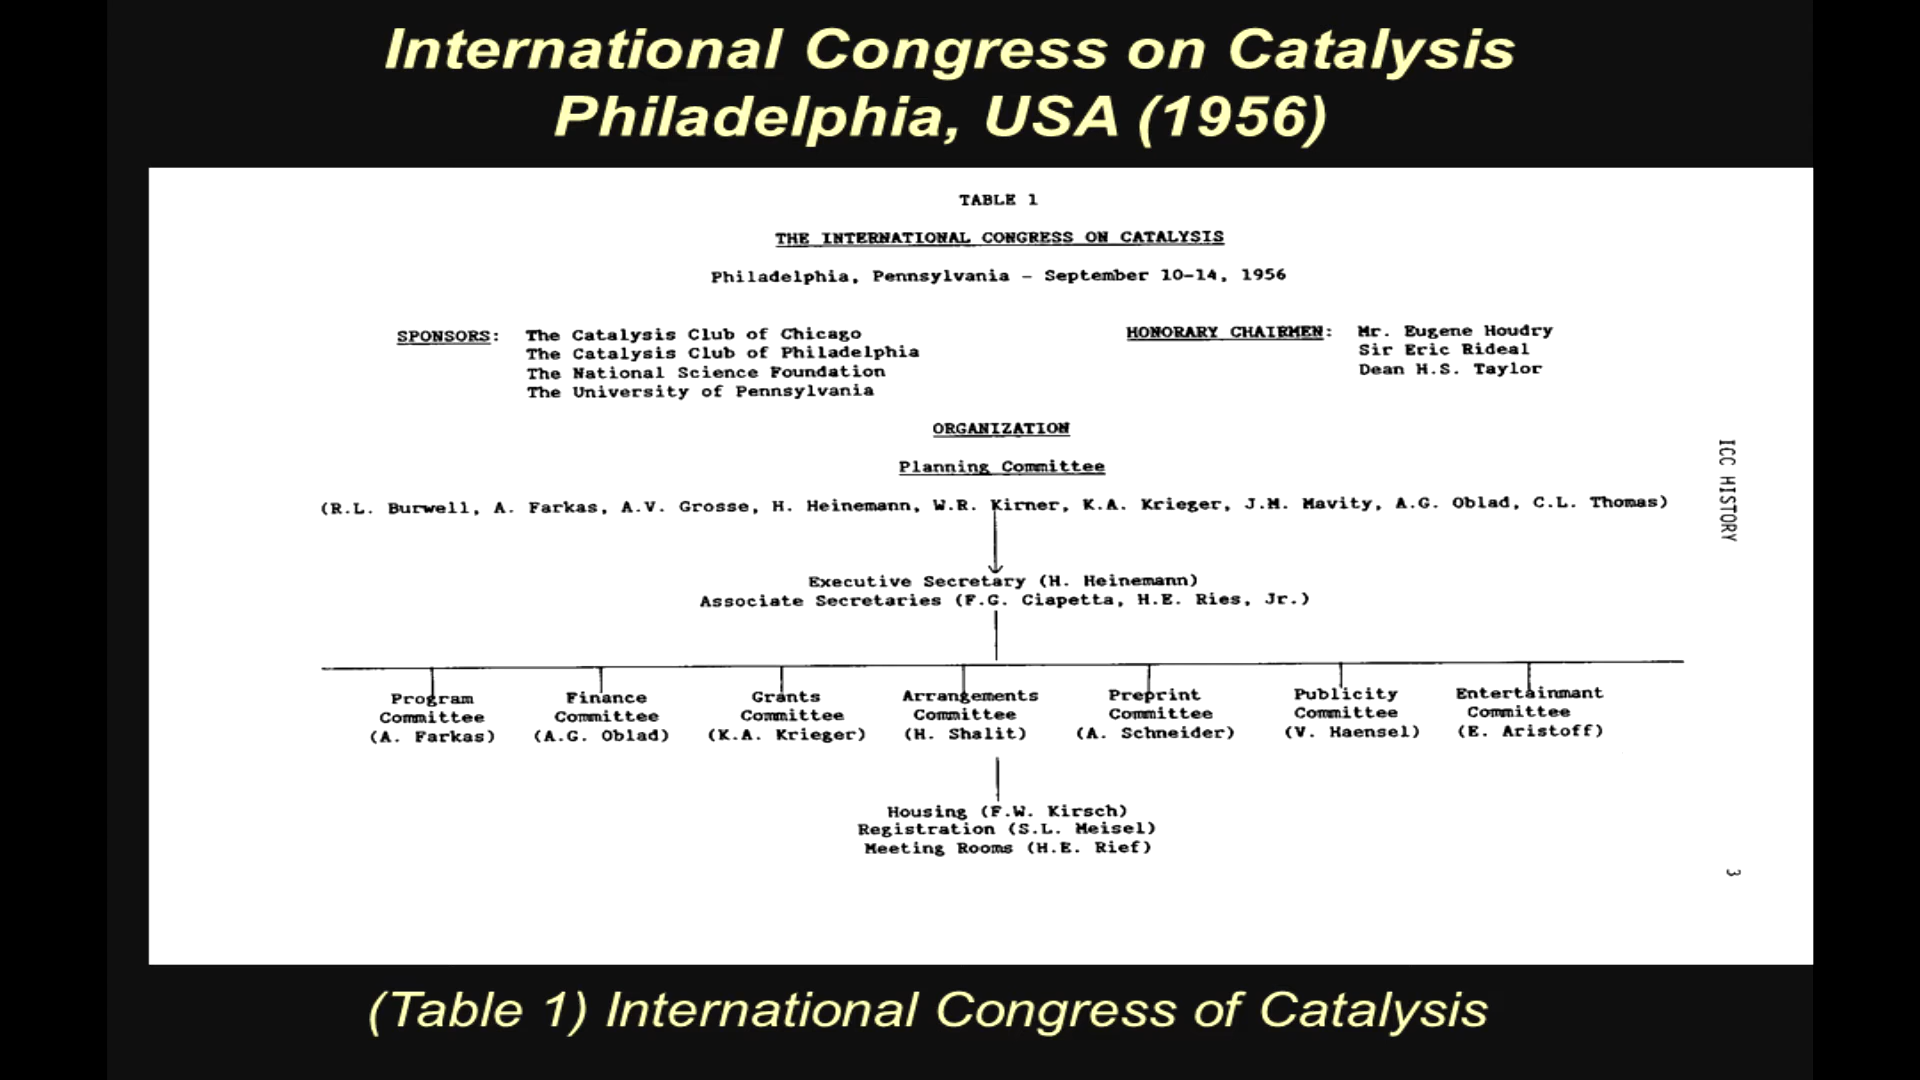 International Congress on Catalysis
Philadelphia, USA (1956)
TABLE 1
THE INTERNATIONAL CONGRESS ON CATALYSIS
Philadelphia, Pennsylvania - September 10-14, 1956
SPONSORS: The Catalysis Club of Chicago
The Catalysis Club of Philadelphia
The National Science Foundation
The University of Pennsylvania
HONORARY CHAIRMEN: Mr. Eugene Houdry
Sir Eric Rideal
Dean H.S. Taylor
ORGANIZATION
Planning Committee
(R.L. Burwell, A. Farkas, A.V. Grosse, H. Heinemann, W.R. Kirner, K.A. Krieger, J.M. Mavity, A.G. Oblad, C.L. Thomas)
Executive Secretary (H. Heinemann)
Associate Secretaries (F.G. Ciapetta, H.E. Ries, Jr.)
Program Committee (A. Farkas)
Finance Committee (A.G. Oblad)
Grants Committee (K.A. Krieger)
Arrangements Committee (H. Shalit)
Preprint Committee (A. Schneider)
Publicity Committee (V. Haensel)
Entertainmant Committee (E. Aristoff)
Housing (F.W. Kirsch)
Registration (S.L. Meisel)
Meeting Rooms (H.E. Rief)
ICC HISTORY
3
(Table 1) International Congress of Catalysis